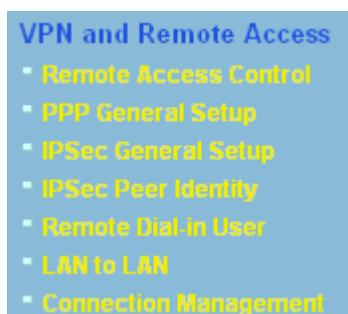 VPN and Remote Access
Remote Access Control
PPP General Setup
IPSec General Setup
IPSec Peer Identity
Remote Dial-in User
LAN to LAN
Connection Management